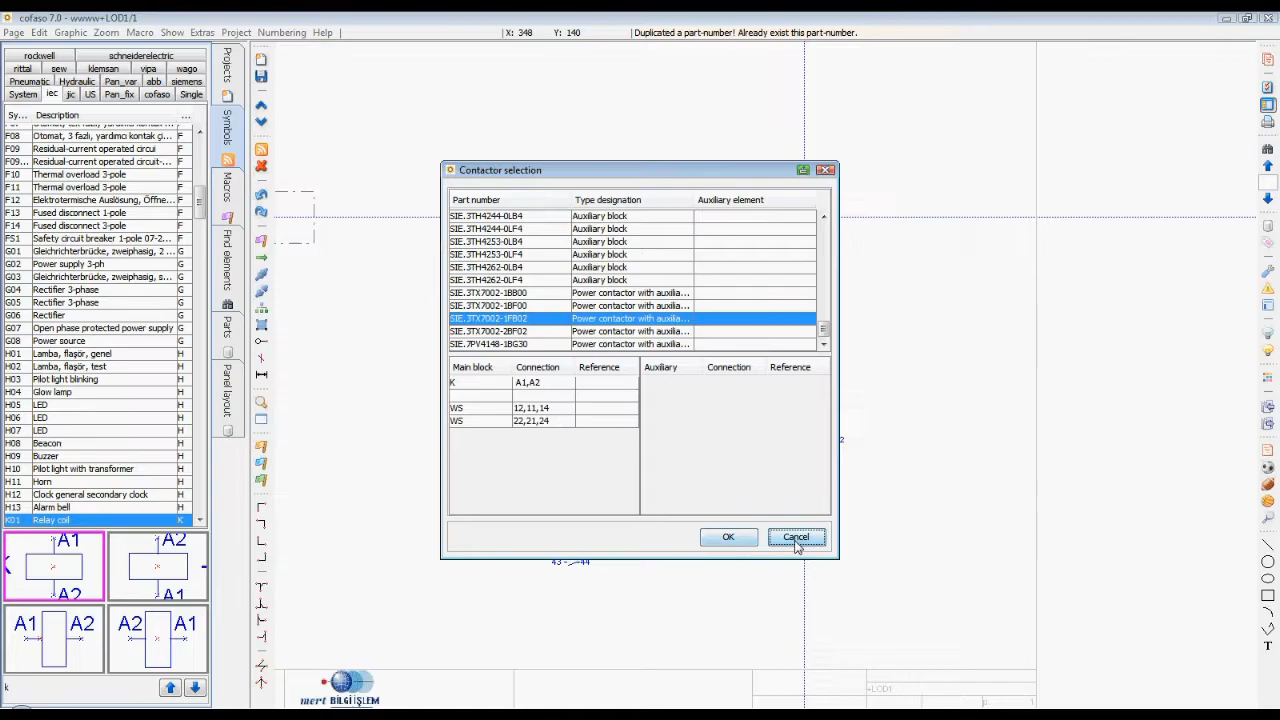 cofaso 7.0 - wwww+LOD1/1
Page Edit Graphic Zoom Macro Show Extras Project Numbering Help
X: 348 Y: 140 Duplicated a part-number! Already exist this part-number.
rockwell schneiderelectric
rittal sew klemsan vipa wago
Pneumatic Hydraulic Pan_var abb siemens
System iec jic US Pan_fix cofaso Single
Sy... Description ...
F08 Otomat, 3 fazlı, yardımcı kontak çı... F
F09 Residual-current operated circuit F
F09... Residual-current operated circuit-... F
F10 Thermal overload 3-pole F
F11 Thermal overload 3-pole F
F12 Elektrotermische Auslösung, Öffne... F
F13 Fused disconnect 1-pole F
F14 Fused disconnect 3-pole F
FS1 Safety circuit breaker 1-pole 07-2... F
G01 Gleichrichterbrücke, zweiphasig, 2 ... G
G02 Power supply 3-ph G
G03 Gleichrichterbrücke, zweiphasig, ... G
G04 Rectifier 3-phase G
G05 Rectifier 3-phase G
G06 Rectifier G
G07 Open phase protected power supply G
G08 Power source G
H01 Lamba, flaşör, genel H
H02 Lamba, flaşör, test H
H03 Pilot light blinking H
H04 Glow lamp H
H05 LED H
H06 LED H
H07 LED H
H08 Beacon H
H09 Buzzer H
H10 Pilot light with transformer H
H11 Horn H
H12 Clock general secondary clock H
H13 Alarm bell H
K01 Relay coil K
A1 A2
K
A2 A1
A1 A2 A2 A1
k
Projects
Symbols
Macros
Find elements
Parts
Panel layout
Contactor selection
Part number Type designation Auxiliary element
SIE.3TH4244-0LB4 Auxiliary block
SIE.3TH4244-0LF4 Auxiliary block
SIE.3TH4253-0LB4 Auxiliary block
SIE.3TH4253-0LF4 Auxiliary block
SIE.3TH4262-0LB4 Auxiliary block
SIE.3TH4262-0LF4 Auxiliary block
SIE.3TX7002-1BB00 Power contactor with auxilia...
SIE.3TX7002-1BF00 Power contactor with auxilia...
SIE.3TX7002-1FB02 Power contactor with auxilia...
SIE.3TX7002-2BF02 Power contactor with auxilia...
SIE.7PV4148-1BG30 Power contactor with auxilia...
Main block Connection Reference Auxiliary Connection Reference
K A1,A2
WS 12,11,14
WS 22,21,24
OK Cancel
2
43 44
mert BİLGİ İŞLEM
+LOD1
p. 1
T